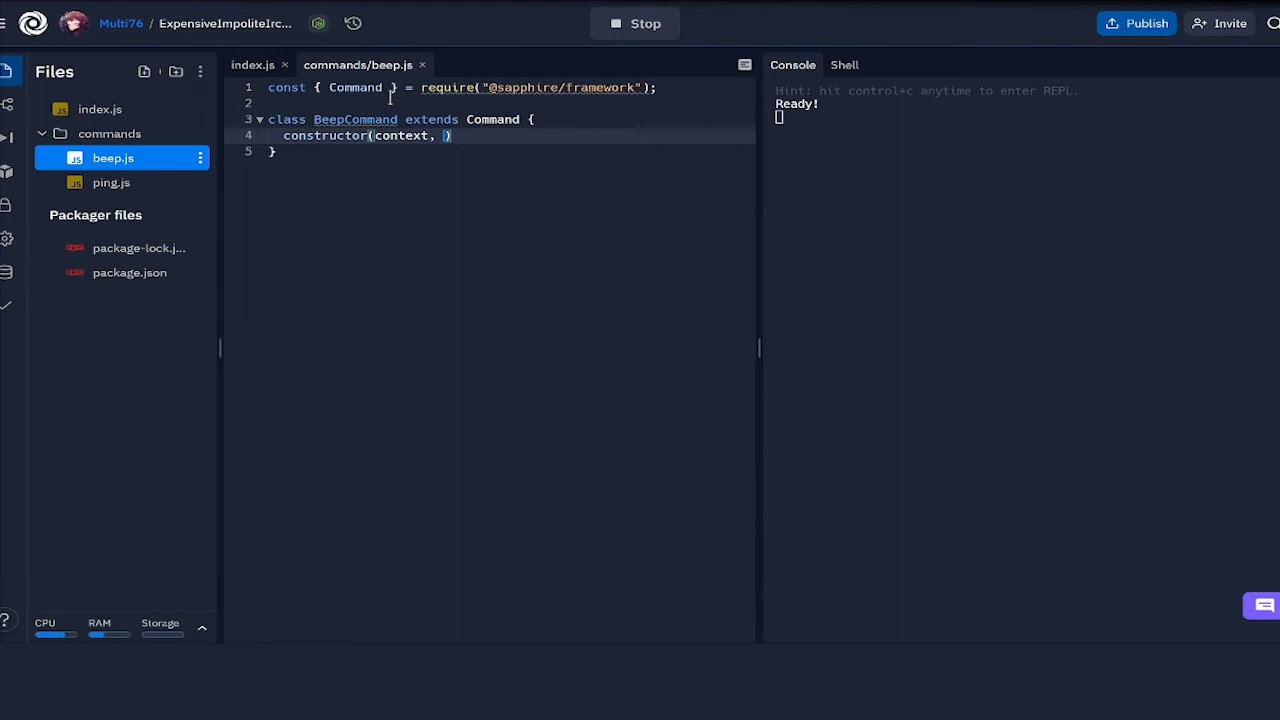 Multi76 / ExpensiveImpoliteIrc...
Stop
Publish
Invite
Files
index.js
commands
beep.js
ping.js
Packager files
package-lock.j...
package.json
CPU
RAM
Storage
index.js ×
commands/beep.js ×
1 const { Command } = require("@sapphire/framework");
2
3 class BeepCommand extends Command {
4 constructor(context, )
5 }
Console
Shell
Hint: hit control+c anytime to enter REPL.
Ready!